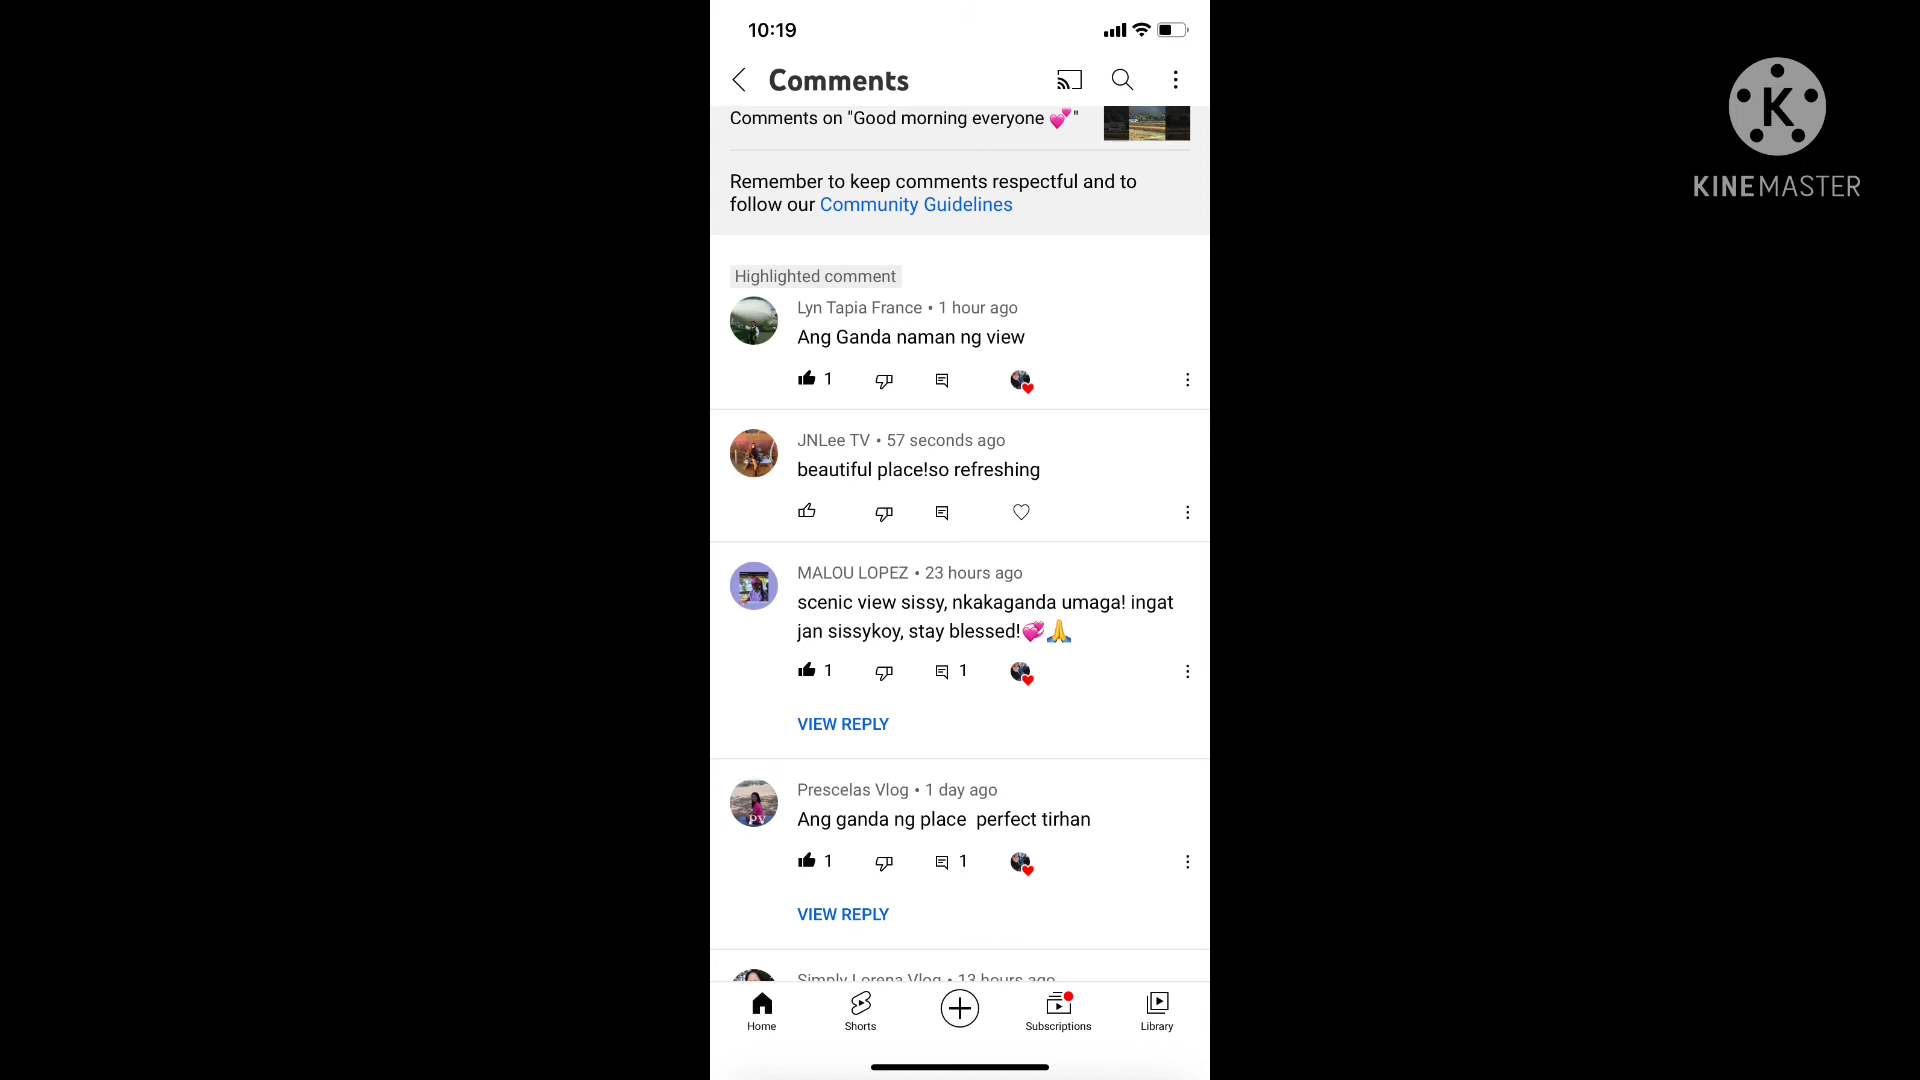 10:19
Comments
Comments on "Good morning everyone 💕"
Remember to keep comments respectful and to
follow our Community Guidelines
Highlighted comment
Lyn Tapia France • 1 hour ago
Ang Ganda naman ng view
1
JNLee TV • 57 seconds ago
beautiful place!so refreshing
MALOU LOPEZ • 23 hours ago
scenic view sissy, nkakaganda umaga! ingat
jan sissykoy, stay blessed!💞🙏
1 1
VIEW REPLY
Prescelas Vlog • 1 day ago
PV
Ang ganda ng place perfect tirhan
1 1
VIEW REPLY
Simply Lorena Vlog • 13 hours ago
Home Shorts Subscriptions Library
K
KINEMASTER